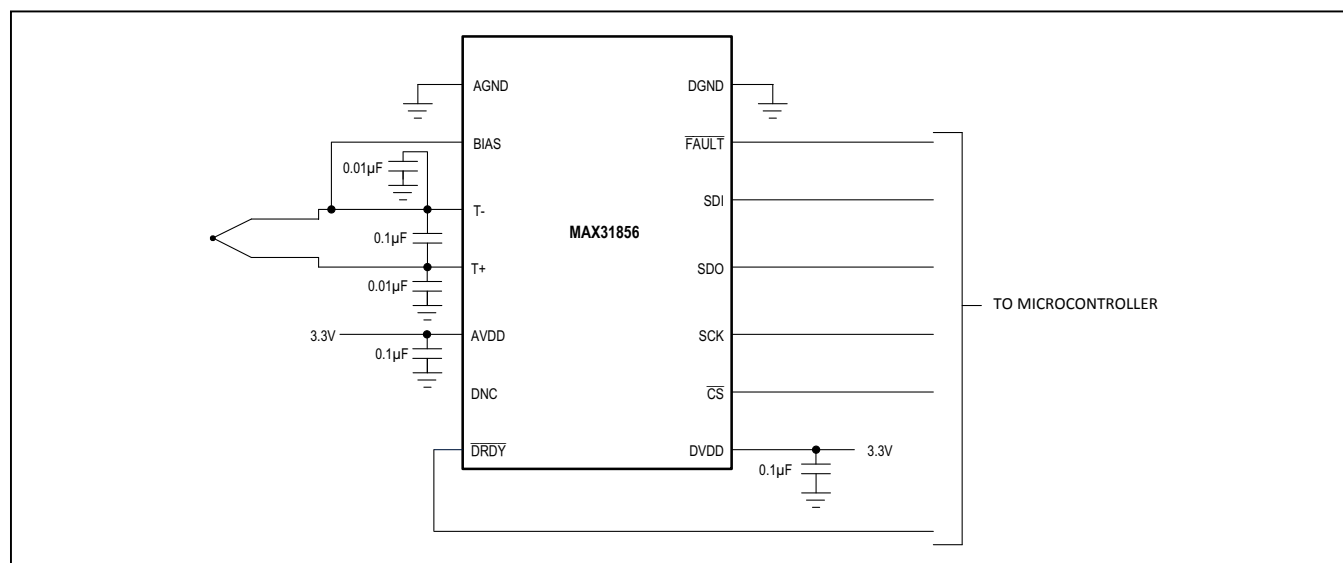 AGND
DGND
BIAS
FAULT
0.01µF
SDI
T-
0.1µF
MAX31856
T+
SDO
0.01µF
TO MICROCONTROLLER
3.3V
AVDD
SCK
0.1µF
DNC
CS
DRDY
DVDD
3.3V
0.1µF